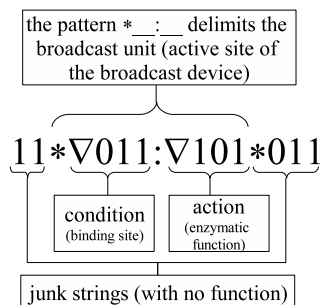 the pattern *__:__ delimits the
broadcast unit (active site of
the broadcast device)
11*∇011:∇101*011
condition
(binding site)
action
(enzymatic
function)
junk strings (with no function)